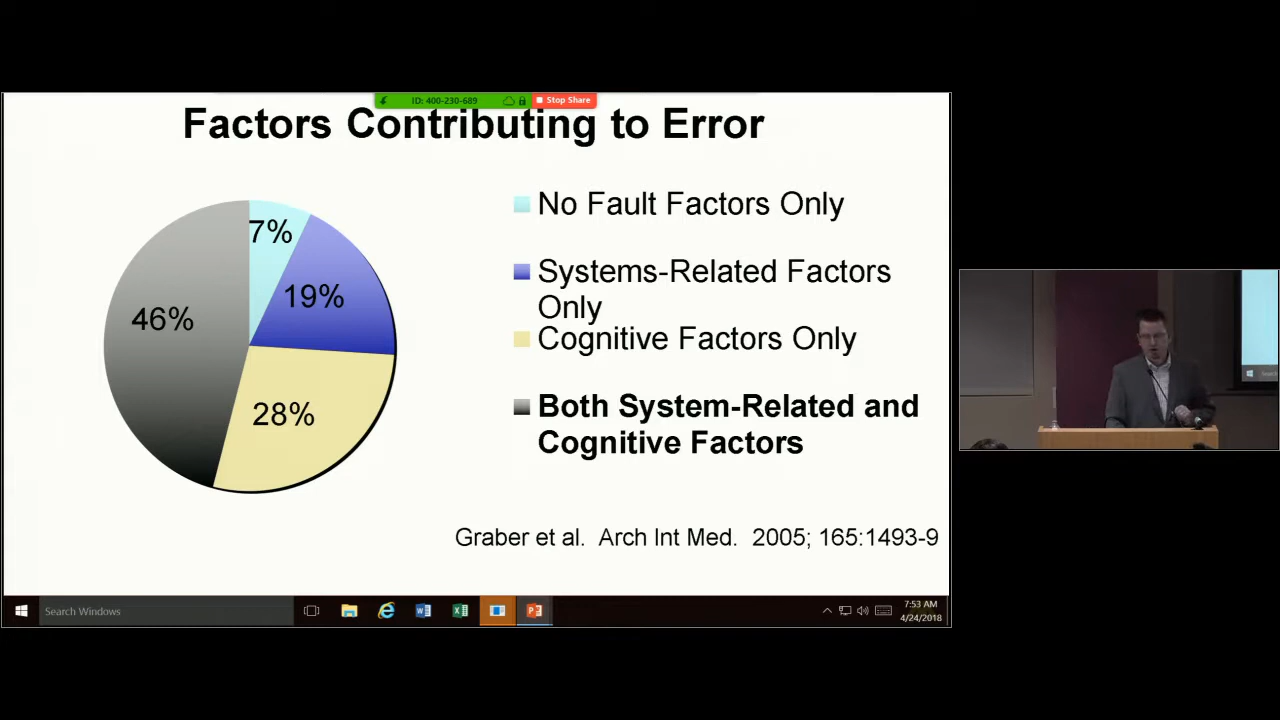 ID: 400-230-689
Stop Share
Factors Contributing to Error
7%
19%
28%
46%
No Fault Factors Only
Systems-Related Factors
Only
Cognitive Factors Only
Both System-Related and
Cognitive Factors
Graber et al. Arch Int Med. 2005; 165:1493-9
Search Windows
7:53 AM
4/24/2018